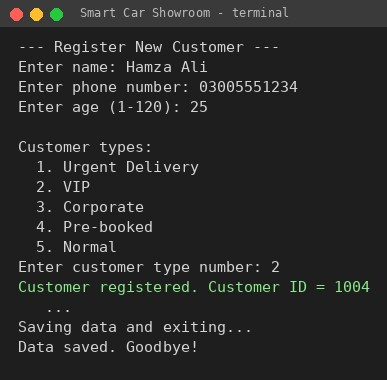 Smart Car Showroom - terminal
--- Register New Customer ---
Enter name: Hamza Ali
Enter phone number: 03005551234
Enter age (1-120): 25
Customer types:
1. Urgent Delivery
2. VIP
3. Corporate
4. Pre-booked
5. Normal
Enter customer type number: 2
Customer registered. Customer ID = 1004
...
Saving data and exiting...
Data saved. Goodbye!